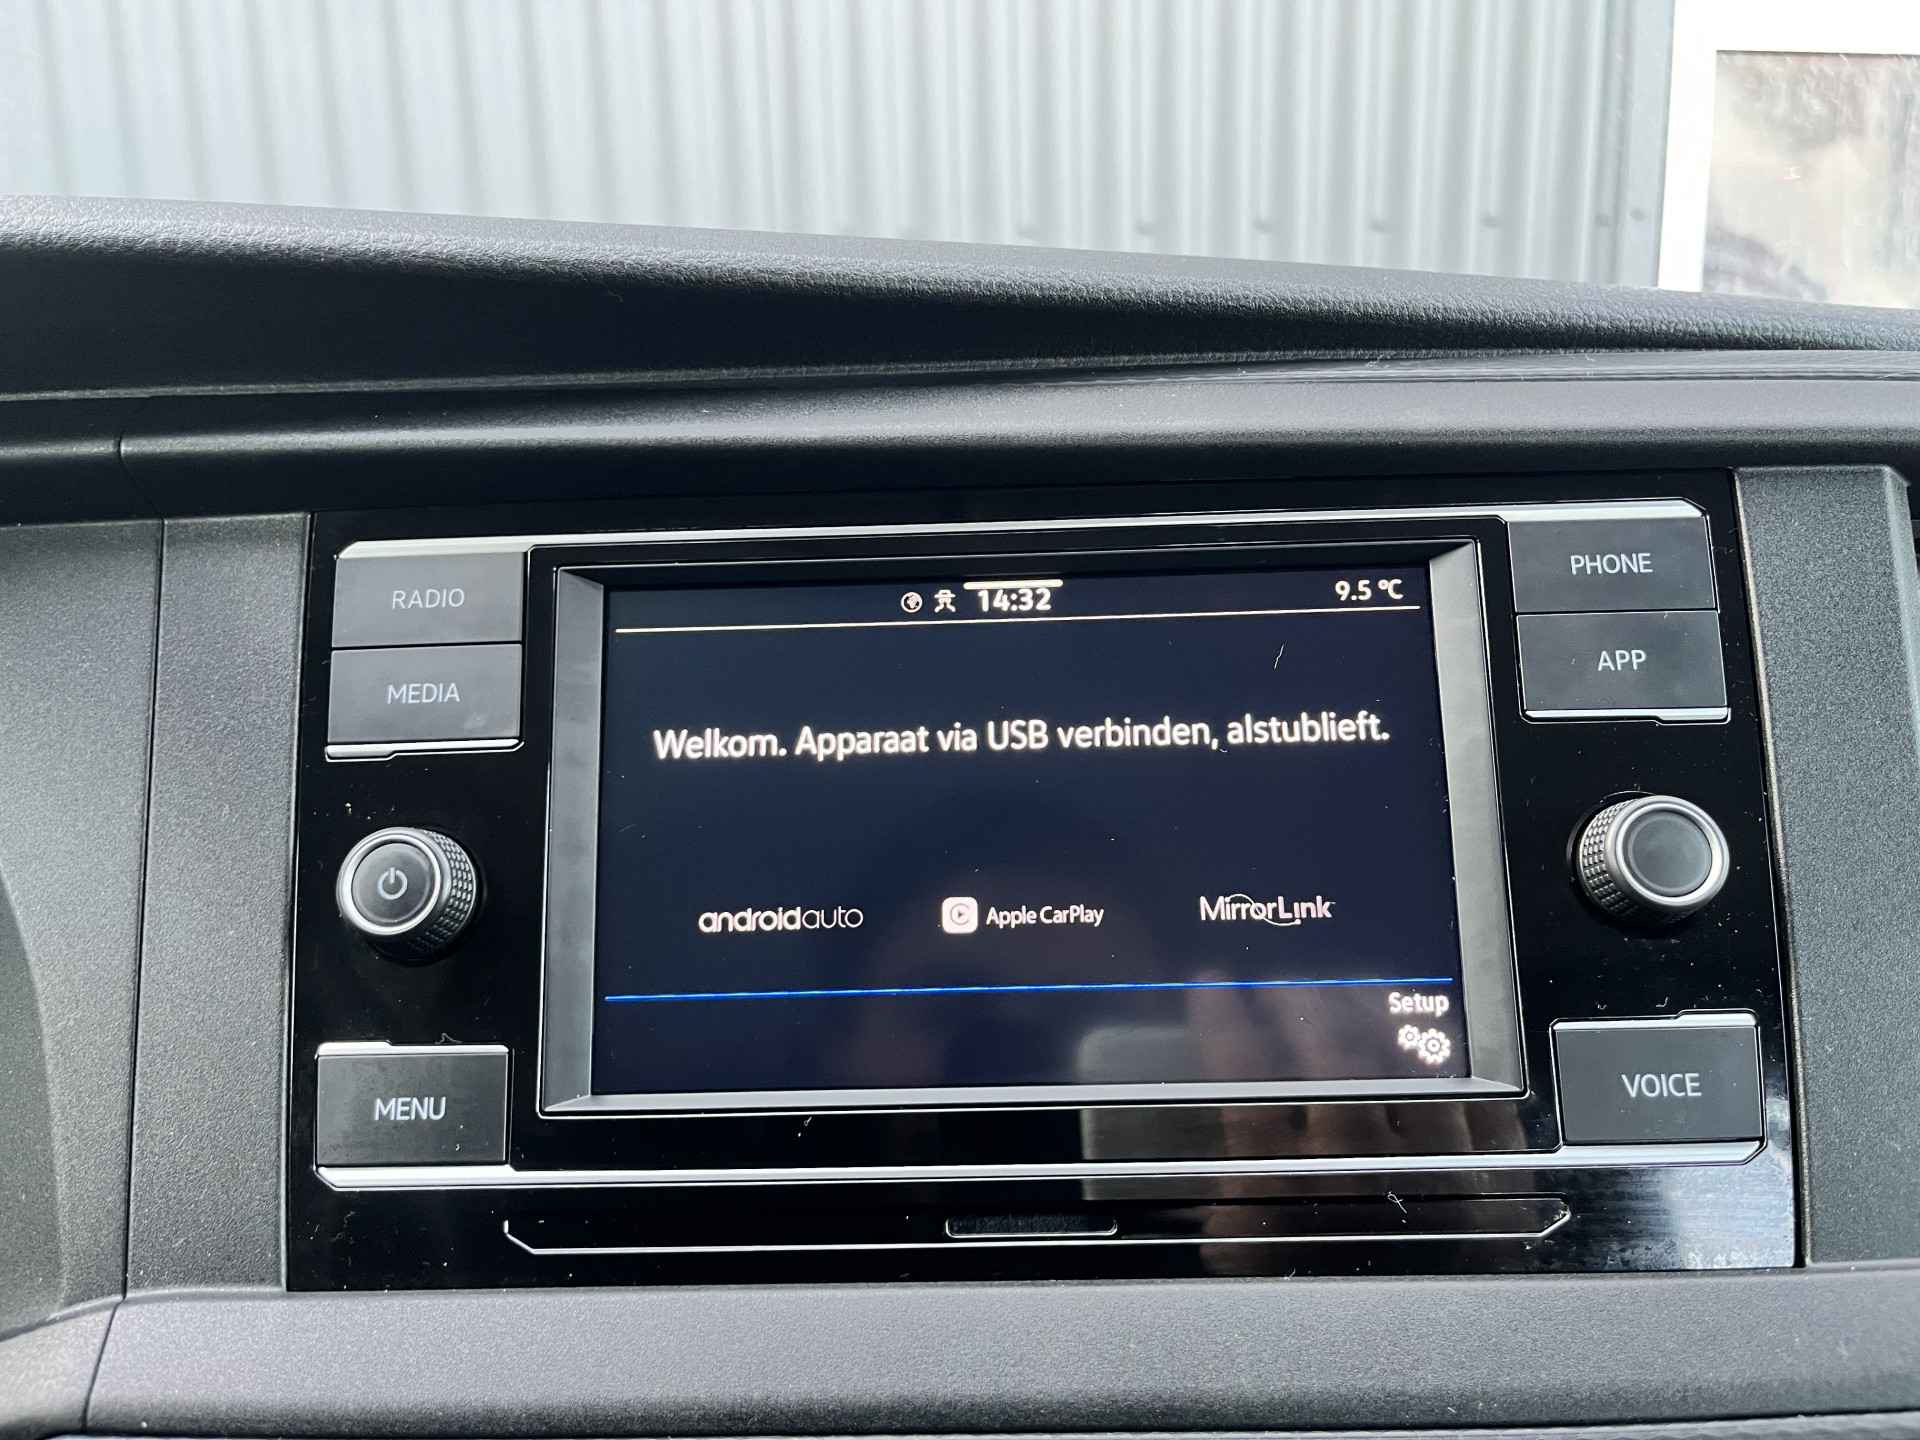 RADIO
MEDIA
MENU
14:32
9.5 °C
Welkom. Apparaat via USB verbinden, alstublieft.
androidauto
Apple CarPlay
MirrorLink
Setup
PHONE
APP
VOICE